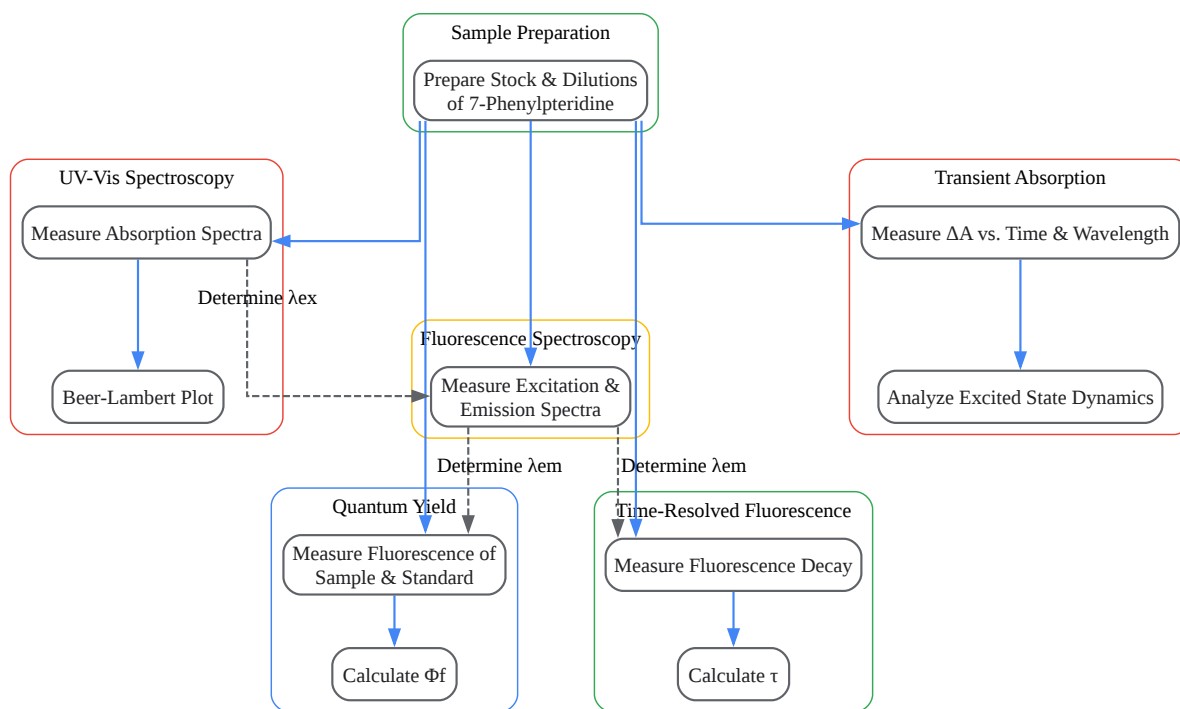 Sample Preparation
Prepare Stock & Dilutions
of 7-Phenylpteridine
UV-Vis Spectroscopy
Transient Absorption
Measure Absorption Spectra
Measure ΔA vs. Time & Wavelength
Determine λex
Fluorescence Spectroscopy
Measure Excitation &
Emission Spectra
Beer-Lambert Plot
Analyze Excited State Dynamics
Determine λem
Determine λem
Quantum Yield
Time-Resolved Fluorescence
Measure Fluorescence of
Sample & Standard
Measure Fluorescence Decay
Calculate Φf
Calculate τ